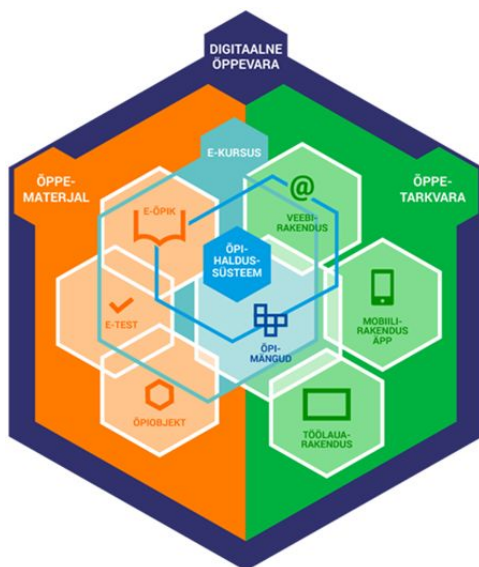 DIGITAALNE
ÕPPEVARA
E-KURSUS
ÕPPE-
MATERJAL
ÕPPE-
TARKVARA
E-ÕPIK
@
VEEBI-
RAKENDUS
ÕPI-
HALDUS-
SÜSTEEM
E-TEST
ÕPI-
MÄNGUD
MOBIILI-
RAKENDUS
ÄPP
ÕPIOBJEKT
TÖÖLAUA-
RAKENDUS